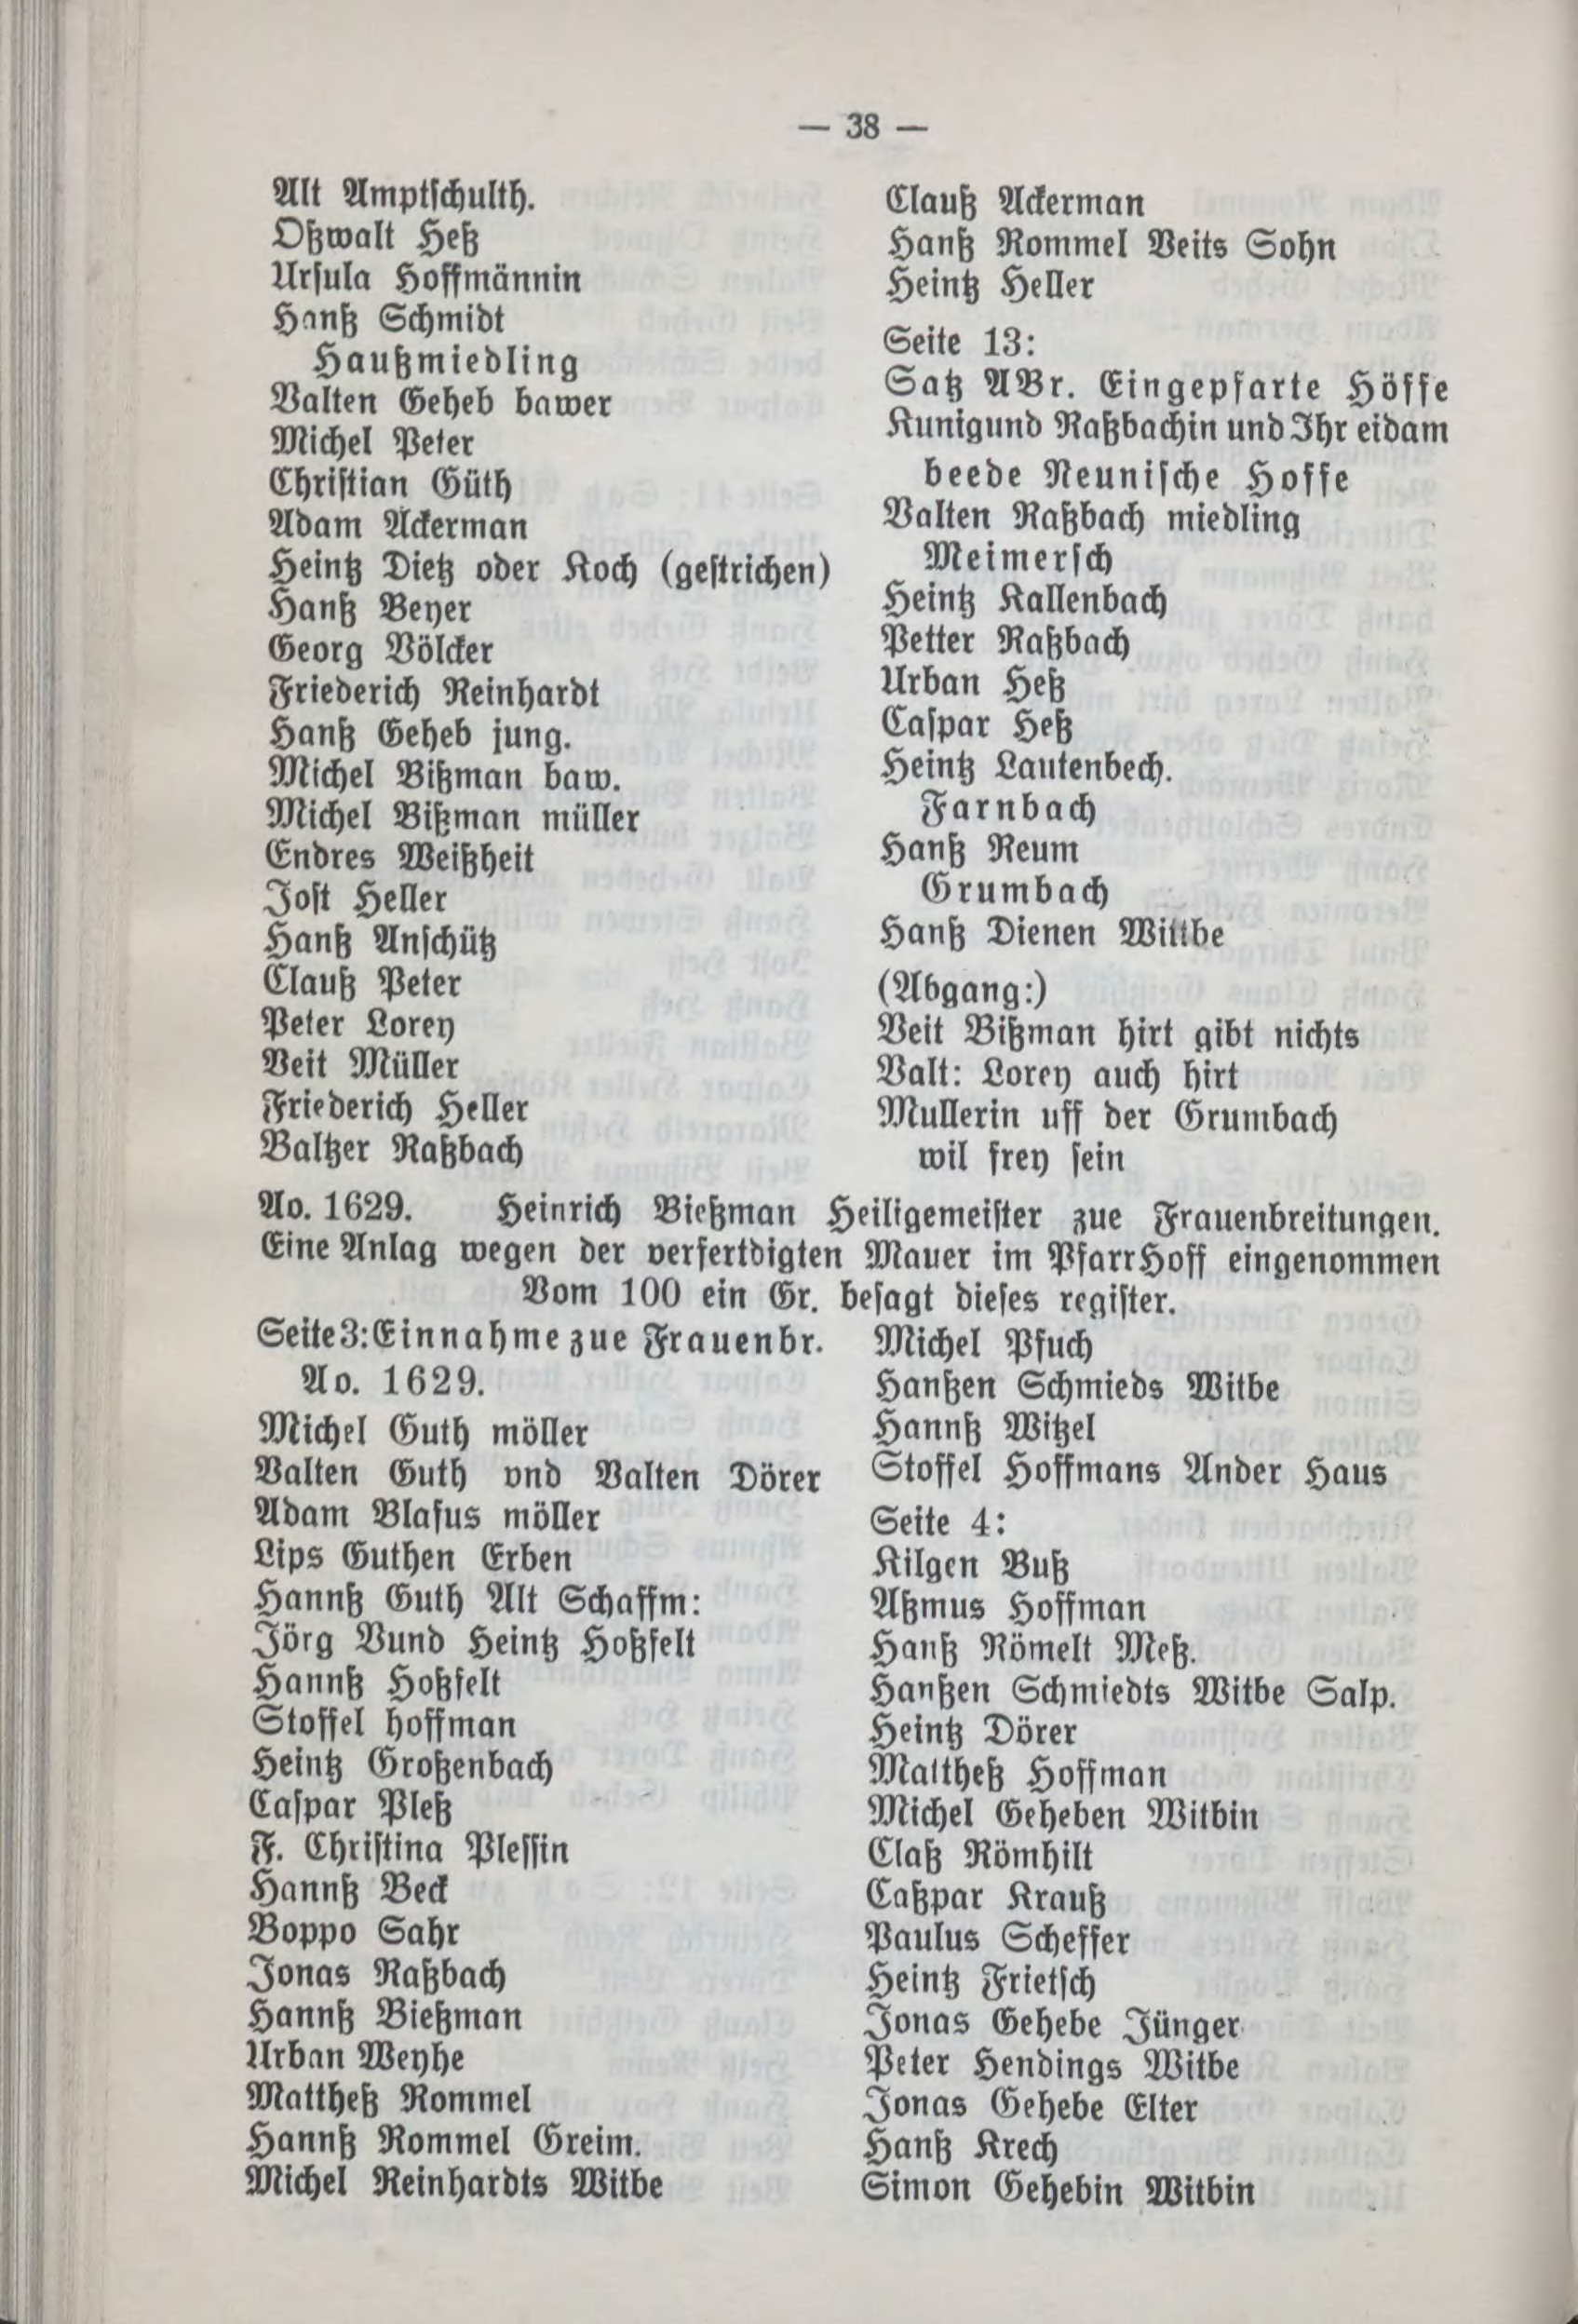 — 38 —
Alt Amptschulth.
Oßwalt Heß
Ursula Hoffmännin
Hanß Schmidt
Haußmiedling
Valten Geheb bawer
Michel Peter
Christian Güth
Adam Ackerman
Heintz Dietz oder Koch (gestrichen)
Hanß Beyer
Georg Völcker
Friederich Reinhardt
Hanß Geheb jung.
Michel Bißman baw.
Michel Bißman müller
Endres Weißheit
Jost Heller
Hanß Anschütz
Clauß Peter
Peter Lorey
Veit Müller
Friederich Heller
Baltzer Raßbach
Clauß Ackerman
Hanß Rommel Veits Sohn
Heintz Heller
Seite 13:
Satz ABr. Eingepfarte Höffe
Kunigund Raßbachin und Ihr eidam
beede Neunische Hoffe
Valten Raßbach miedling
Meimersch
Heintz Kallenbach
Petter Raßbach
Urban Heß
Caspar Heß
Heintz Lautenbech.
Farnbach
Hanß Reum
Grumbach
Hanß Dienen Wittbe
(Abgang:)
Veit Bißman hirt gibt nichts
Valt: Lorey auch hirt
Mullerin uff der Grumbach
wil frey sein
Ao. 1629. Heinrich Bießman Heiligemeister zue Frauenbreitungen.
Eine Anlag wegen der verfertdigten Mauer im PfarrHoff eingenommen
Vom 100 ein Gr. besagt dieses register.
Seite 3: Einnahme zue Frauenbr.
Ao. 1629.
Michel Guth möller
Valten Guth vnd Valten Dörer
Adam Blasus möller
Lips Guthen Erben
Hannß Guth Alt Schaffm:
Jörg Vund Heintz Hoßfelt
Hannß Hoßfelt
Stoffel hoffman
Heintz Großenbach
Caspar Pleß
F. Christina Plessin
Hannß Beck
Boppo Sahr
Jonas Raßbach
Hannß Bießman
Urban Weyhe
Mattheß Rommel
Hannß Rommel Greim.
Michel Reinhardts Witbe
Michel Pfuch
Hanßen Schmieds Witbe
Hannß Witzel
Stoffel Hoffmans Ander Haus
Seite 4:
Kilgen Buß
Aßmus Hoffman
Hanß Römelt Metz.
Hanßen Schmiedts Witbe Salp.
Heintz Dörer
Mattheß Hoffman
Michel Geheben Witbin
Claß Römhilt
Caßpar Krauß
Paulus Scheffer
Heintz Frietsch
Jonas Gehebe Jünger
Peter Hendings Witbe
Jonas Gehebe Elter
Hanß Krech
Simon Gehebin Witbin